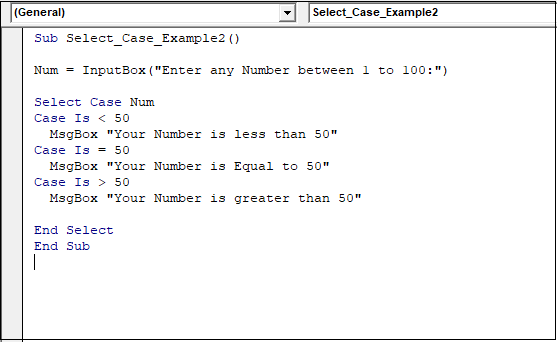 (General)
Select_Case_Example2
Sub Select_Case_Example2()
Num = InputBox("Enter any Number between 1 to 100:")
Select Case Num
Case Is < 50
MsgBox "Your Number is less than 50"
Case Is = 50
MsgBox "Your Number is Equal to 50"
Case Is > 50
MsgBox "Your Number is greater than 50"
End Select
End Sub